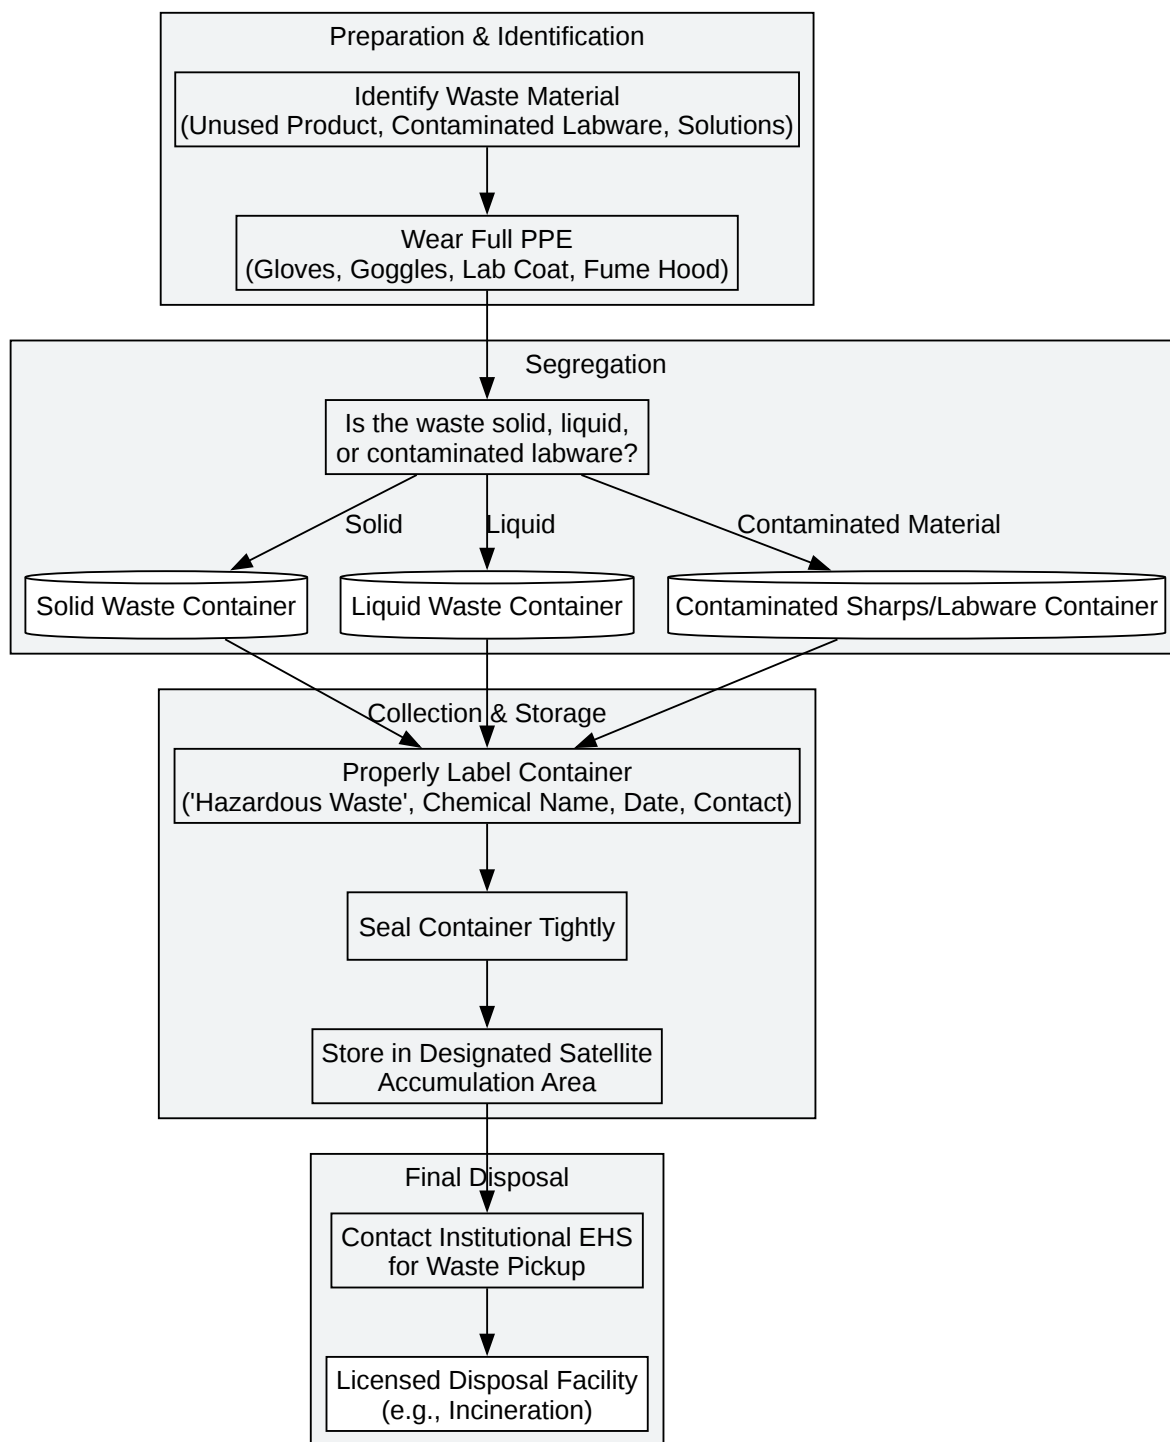 Preparation & Identification
Identify Waste Material
(Unused Product, Contaminated Labware, Solutions)
Wear Full PPE
(Gloves, Goggles, Lab Coat, Fume Hood)
Segregation
Is the waste solid, liquid,
or contaminated labware?
Solid
Liquid
Contaminated Material
Solid Waste Container
Liquid Waste Container
Contaminated Sharps/Labware Container
Collection & Storage
Properly Label Container
('Hazardous Waste', Chemical Name, Date, Contact)
Seal Container Tightly
Store in Designated Satellite
Accumulation Area
Final Disposal
Contact Institutional EHS
for Waste Pickup
Licensed Disposal Facility
(e.g., Incineration)